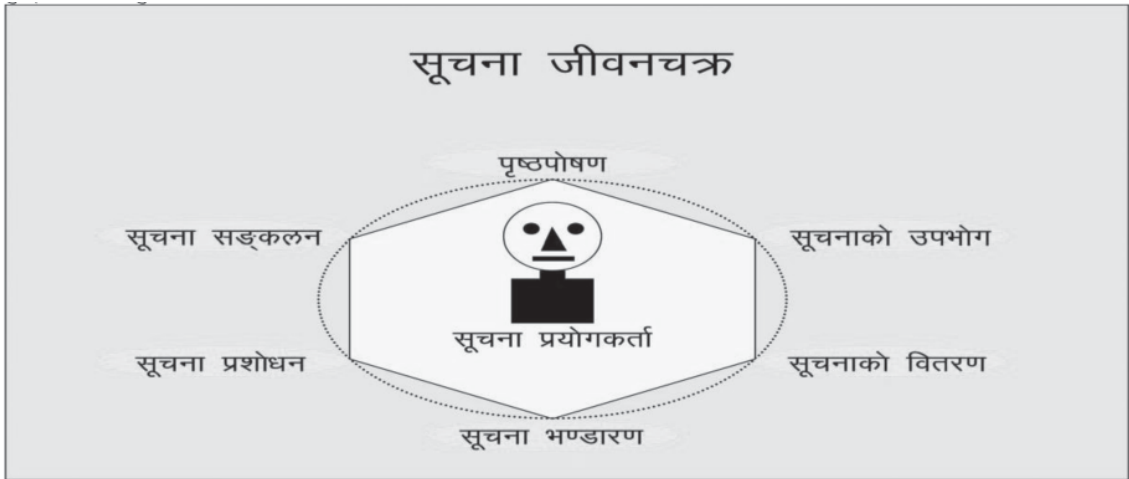 सूचना जीवनचक्र
पृष्ठपोषण
सूचना सङ्कलन
सूचनाको उपभोग
सूचना प्रयोगकर्ता
सूचना प्रशोधन
सूचनाको वितरण
सूचना भण्डारण